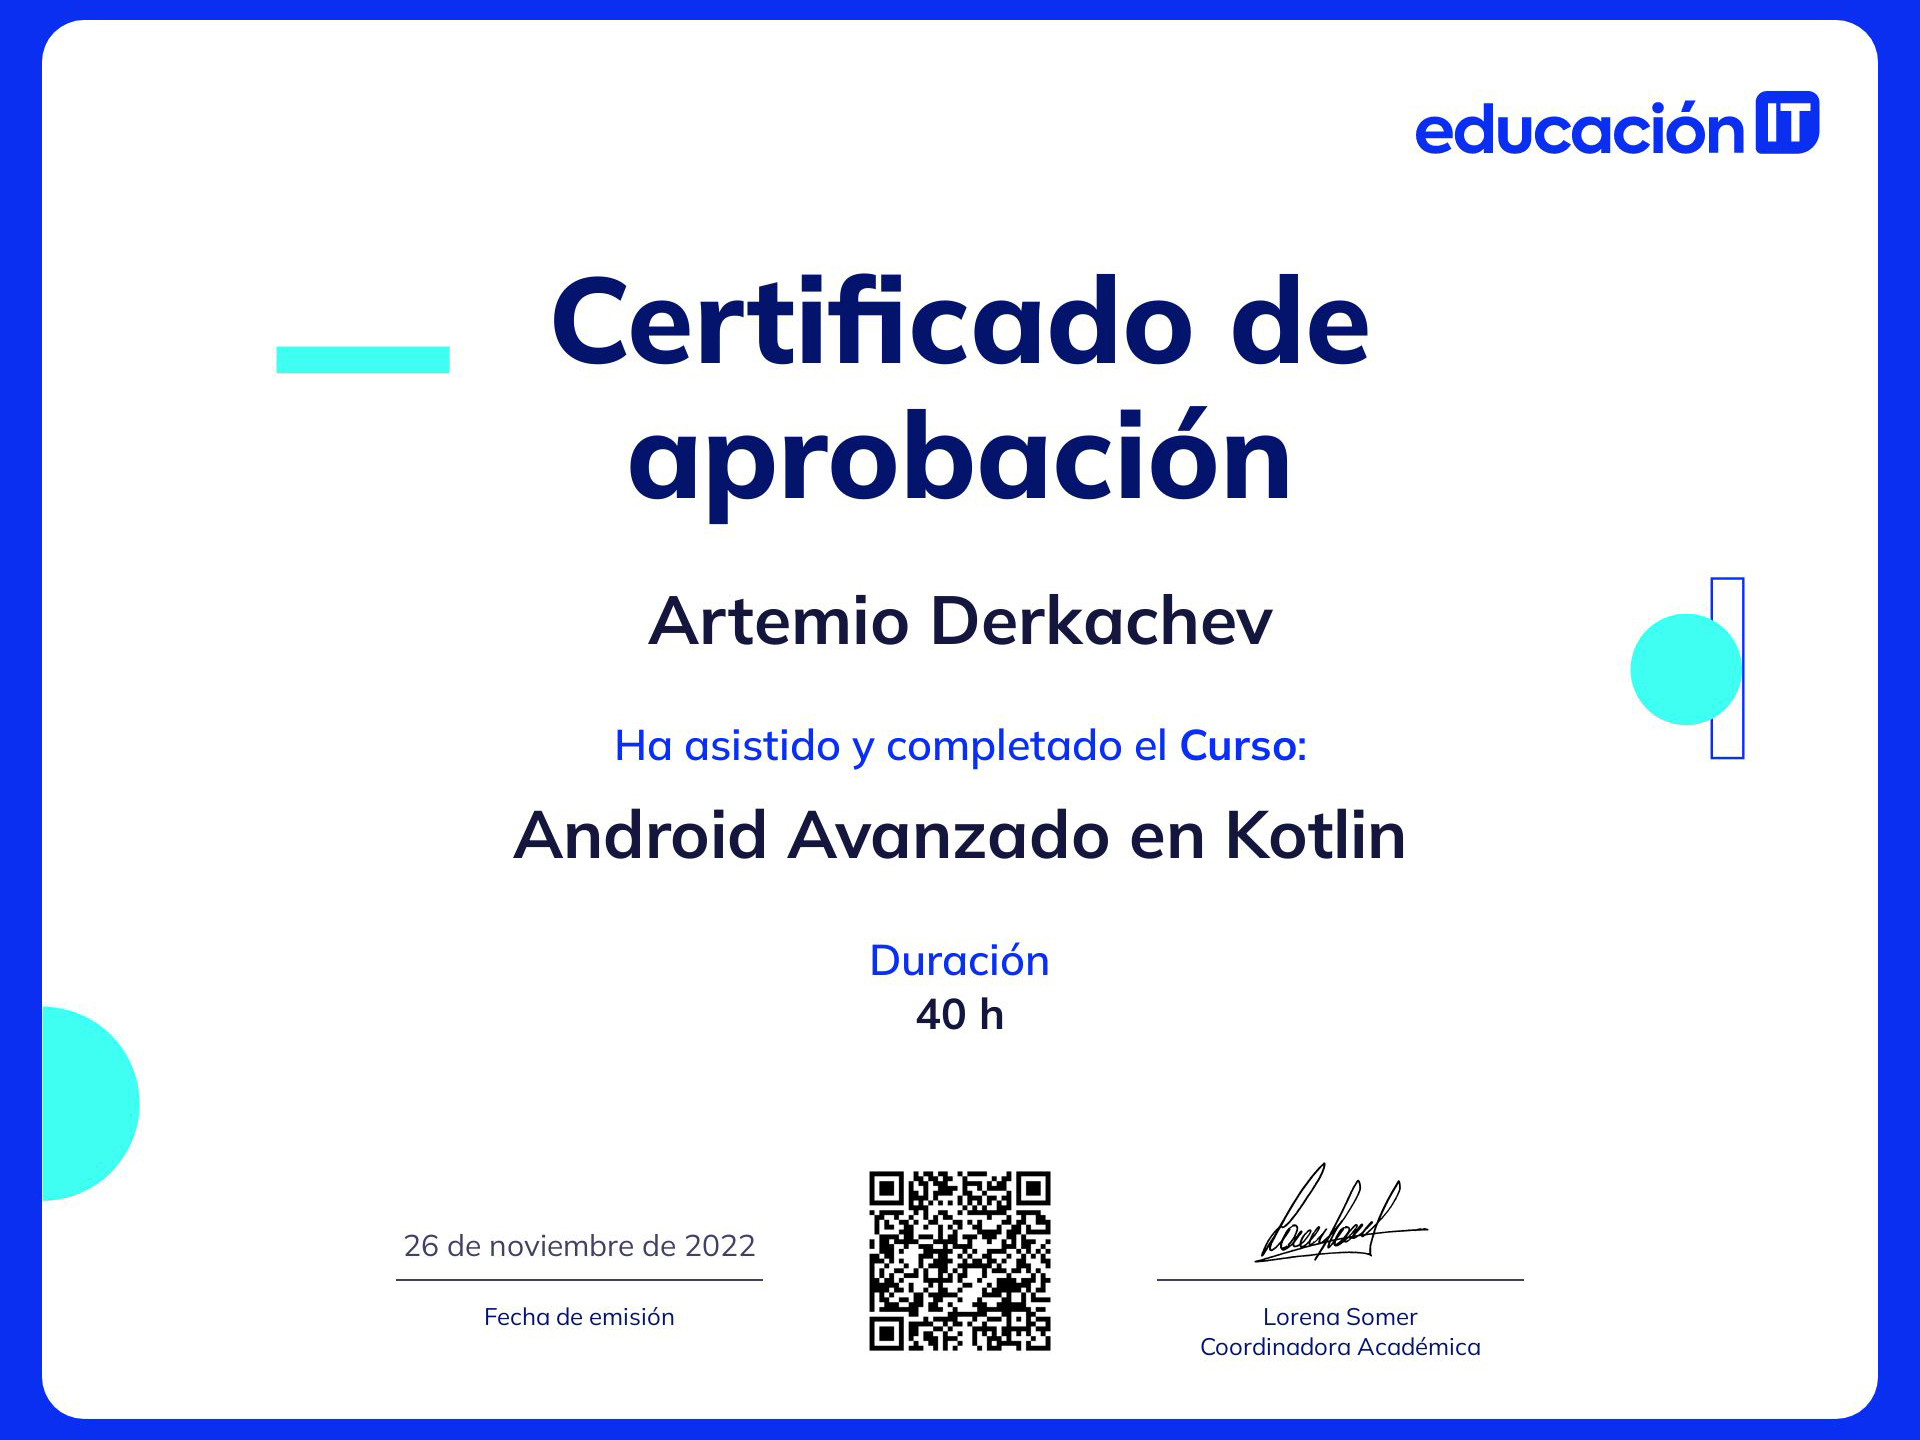 educación IT
Certificado de
aprobación
Artemio Derkachev
Ha asistido y completado el Curso:
Android Avanzado en Kotlin
Duración
40 h
26 de noviembre de 2022
Fecha de emisión
Lorena Somer
Coordinadora Académica